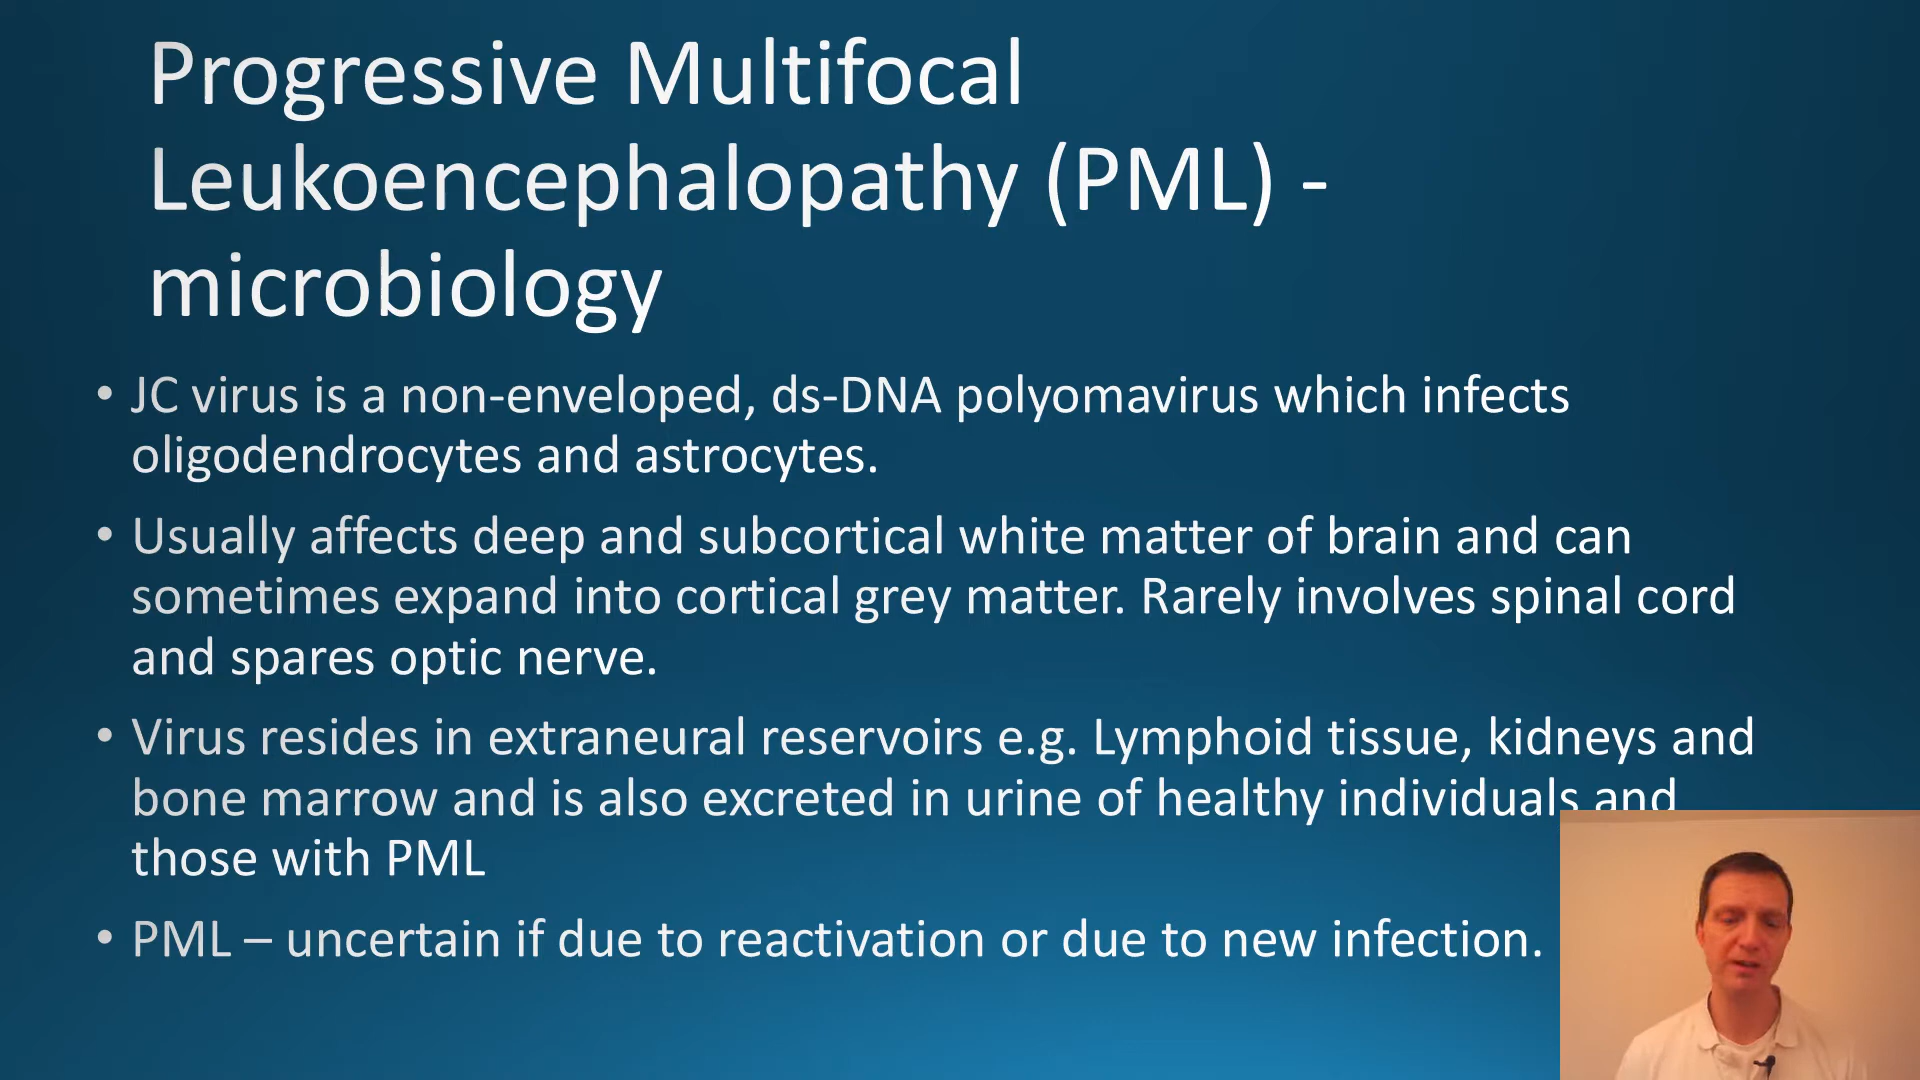 Progressive Multifocal
Leukoencephalopathy (PML) -
microbiology
• JC virus is a non-enveloped, ds-DNA polyomavirus which infects
oligodendrocytes and astrocytes.
• Usually affects deep and subcortical white matter of brain and can
sometimes expand into cortical grey matter. Rarely involves spinal cord
and spares optic nerve.
• Virus resides in extraneural reservoirs e.g. Lymphoid tissue, kidneys and
bone marrow and is also excreted in urine of healthy individuals and
those with PML
• PML – uncertain if due to reactivation or due to new infection.